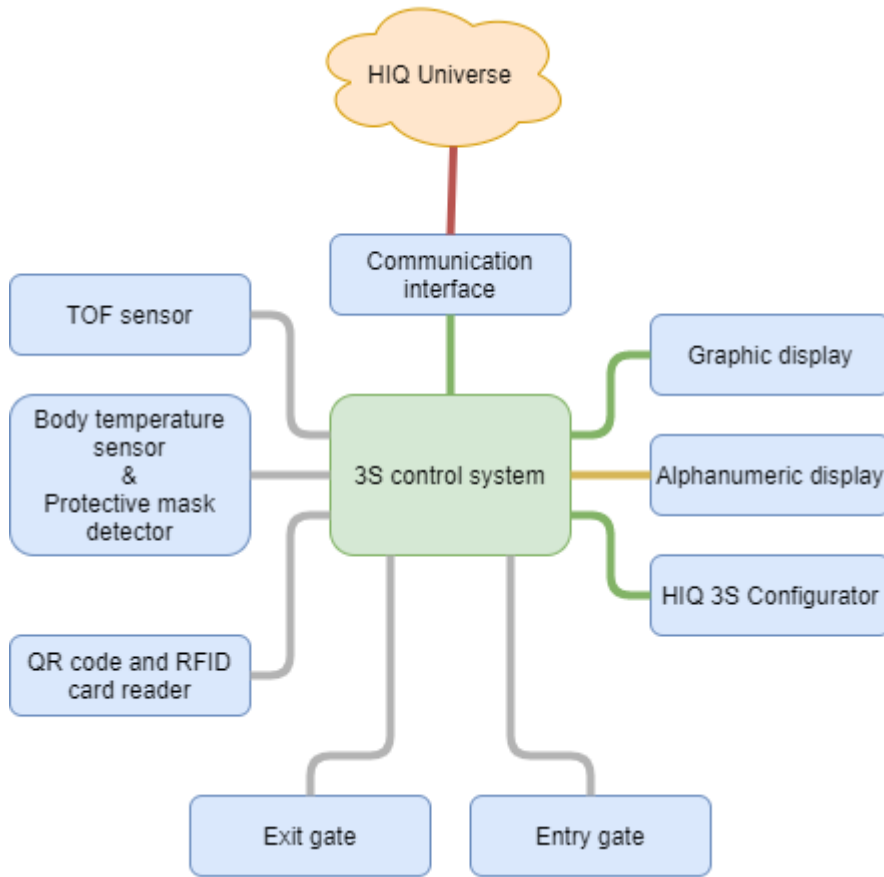 HIQ Universe
Communication
interface
TOF sensor
Graphic display
Body temperature
sensor
&
Protective mask
detector
3S control system
Alphanumeric display
HIQ 3S Configurator
QR code and RFID
card reader
Exit gate
Entry gate